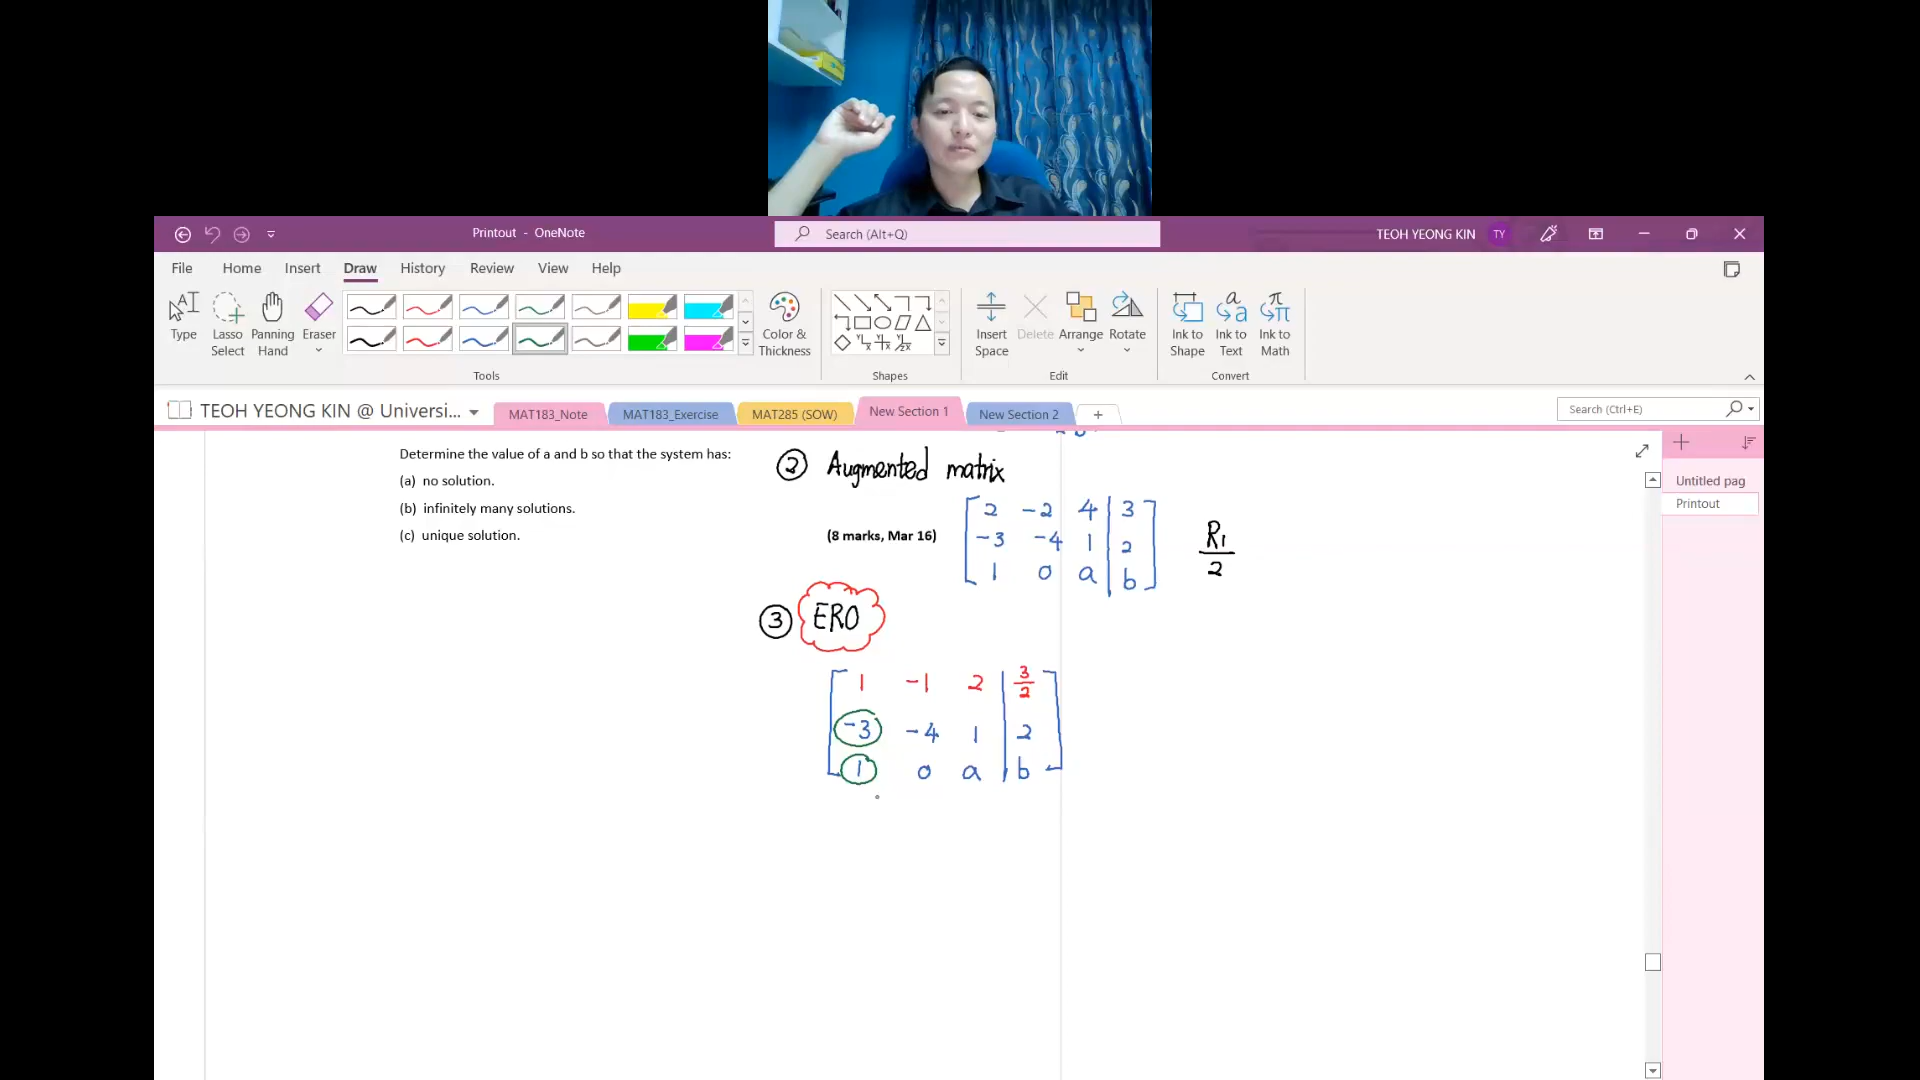 Printout - OneNote
Search (Alt+Q)
TEOH YEONG KIN TY
File Home Insert Draw History Review View Help
Type
Lasso Select
Panning Hand
Eraser
Color & Thickness
Insert Space
Delete
Arrange
Rotate
Ink to Shape
Ink to Text
Ink to Math
Tools
Shapes
Edit
Convert
TEOH YEONG KIN @ Universi...
MAT183_Note
MAT183_Exercise
MAT285 (SOW)
New Section 1
New Section 2
Search (Ctrl+E)
Untitled pag
Printout
Determine the value of a and b so that the system has:
(a) no solution.
(b) infinitely many solutions.
(c) unique solution.
(8 marks, Mar 16)
② Augmented matrix
2 -2 4 | 3
-3 -4 1 | 2
1 0 a | b
R1
2
③ ERO
1 -1 2 | 3/2
-3 -4 1 | 2
1 0 a | b